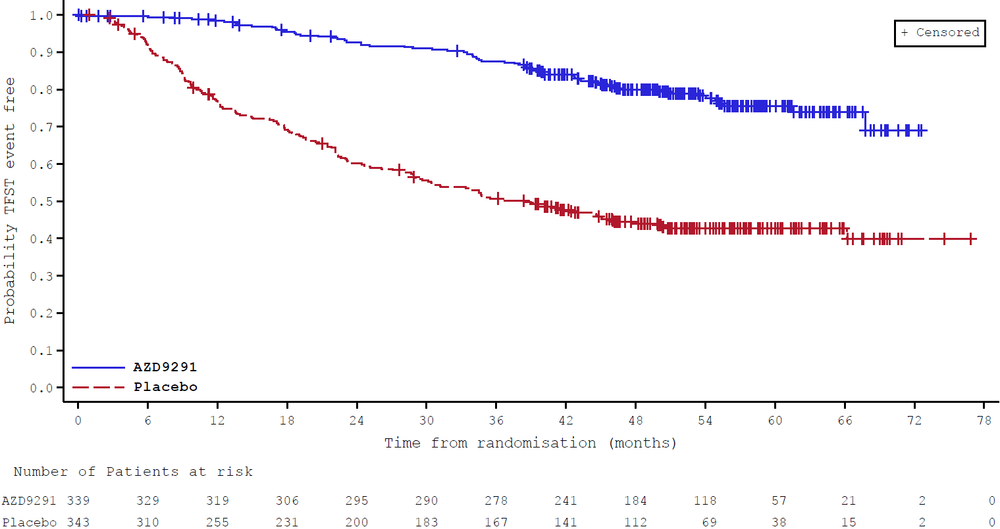 Probability TFST event free
1.0
0.9
0.8
0.7
0.6
0.5
0.4
0.3
0.2
0.1
0.0
+ Censored
AZD9291
Placebo
0 6 12 18 24 30 36 42 48 54 60 66 72 78
Time from randomisation (months)
Number of Patients at risk
AZD9291 339 329 319 306 295 290 278 241 184 118 57 21 2 0
Placebo 343 310 255 231 200 183 167 141 112 69 38 15 2 0